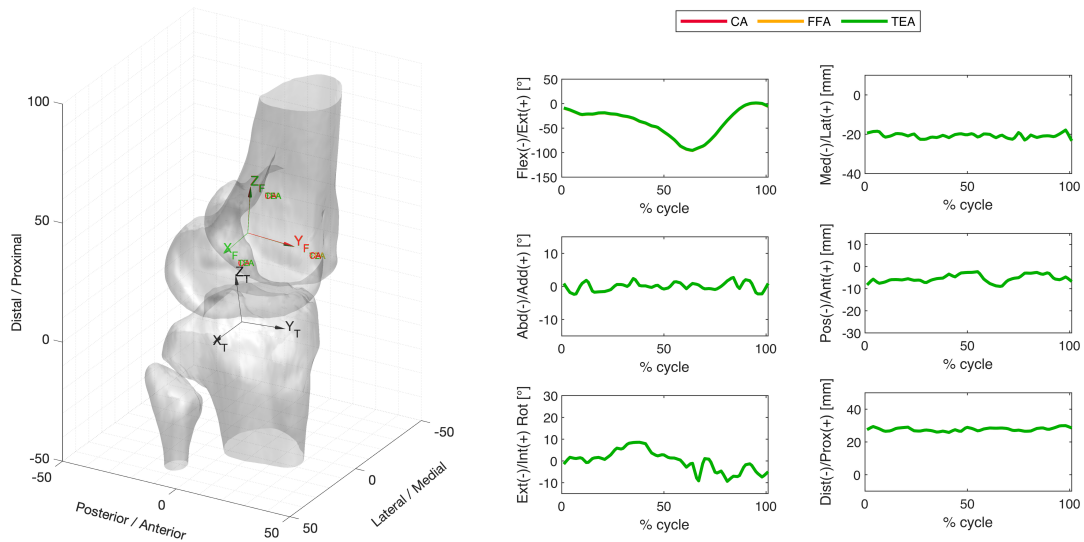 CA FFA TEA
100
50
0
-50
Distal / Proximal
-50
0
50
Posterior / Anterior
50
0
-50
Lateral / Medial
Z F
Y F
X F
Z T
Y T
X T
Flex(-)/Ext(+) [°]
50
0
-50
-100
-150
0 50 100
% cycle
Med(-)/Lat(+) [mm]
0
-20
-40
0 50 100
% cycle
Abd(-)/Add(+) [°]
10
0
-10
0 50 100
% cycle
Pos(-)/Ant(+) [mm]
10
0
-10
-20
-30
0 50 100
% cycle
Ext(-)/Int(+) Rot [°]
30
20
10
0
-10
0 50 100
% cycle
Dist(-)/Prox(+) [mm]
40
20
0
0 50 100
% cycle